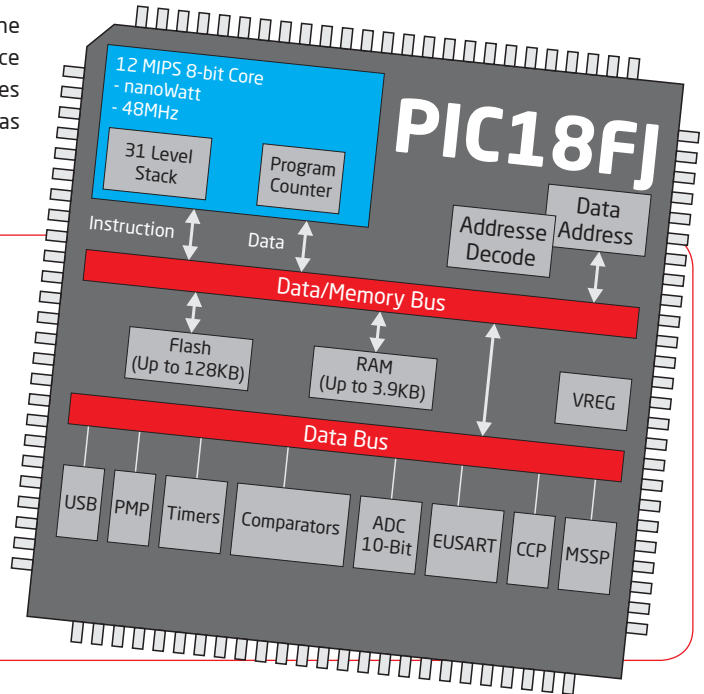 ne
ce
es
as
12 MIPS 8-bit Core
- nanoWatt
- 48MHz
PIC18FJ
31 Level
Stack
Program
Counter
Data
Address
Addresse
Decode
Instruction
Data
Data/Memory Bus
Flash
(Up to 128KB)
RAM
(Up to 3.9KB)
VREG
Data Bus
USB
PMP
Timers
Comparators
ADC
10-Bit
EUSART
CCP
MSSP